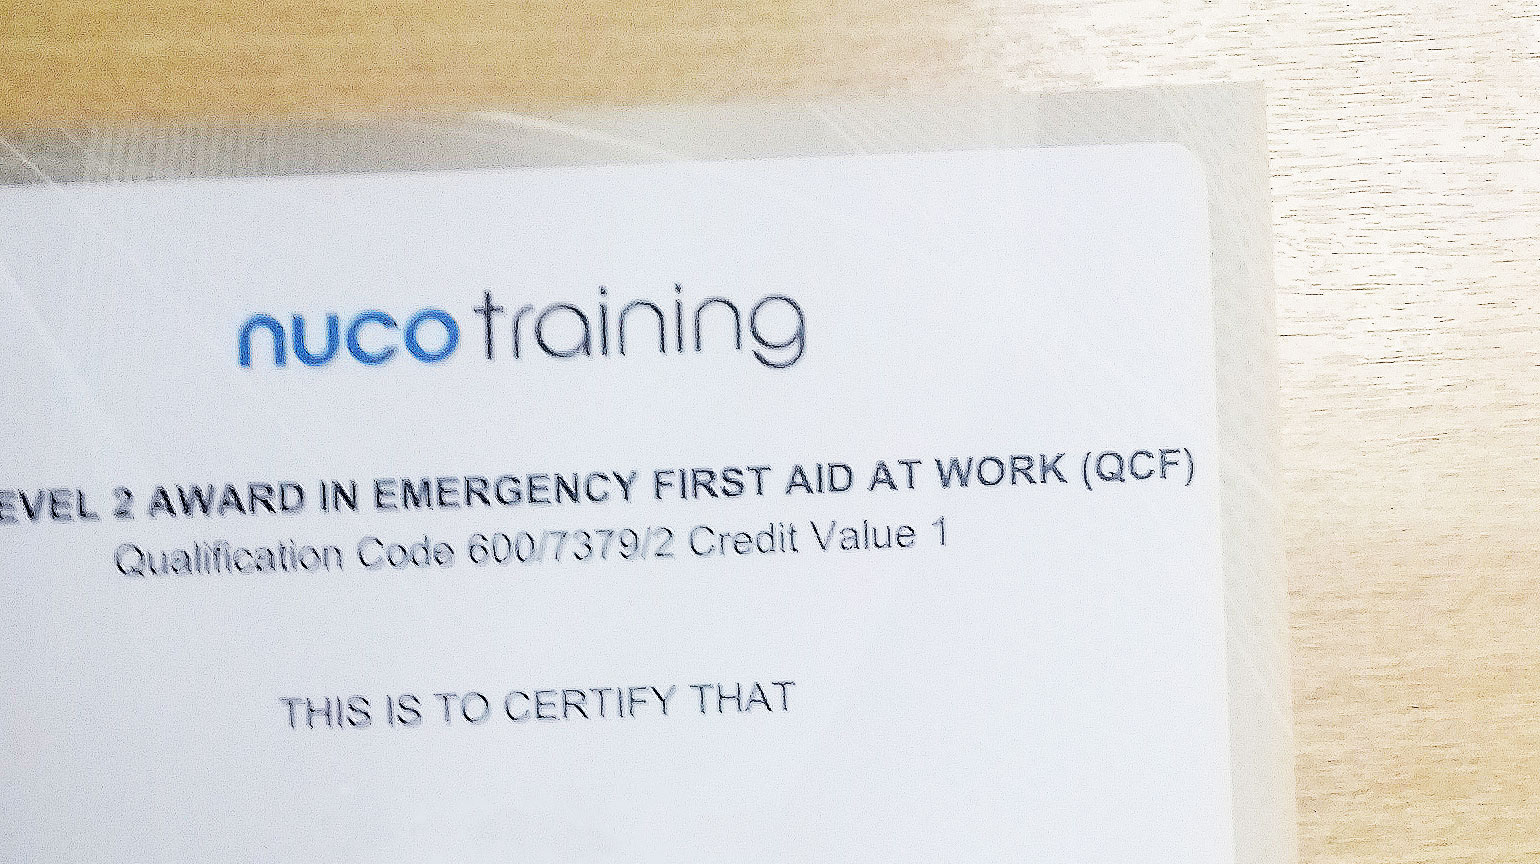 nuco training
EVEL 2 AWARD IN EMERGENCY FIRST AID AT WORK (QCF)
Qualification Code 600/7379/2 Credit Value 1
THIS IS TO CERTIFY THAT